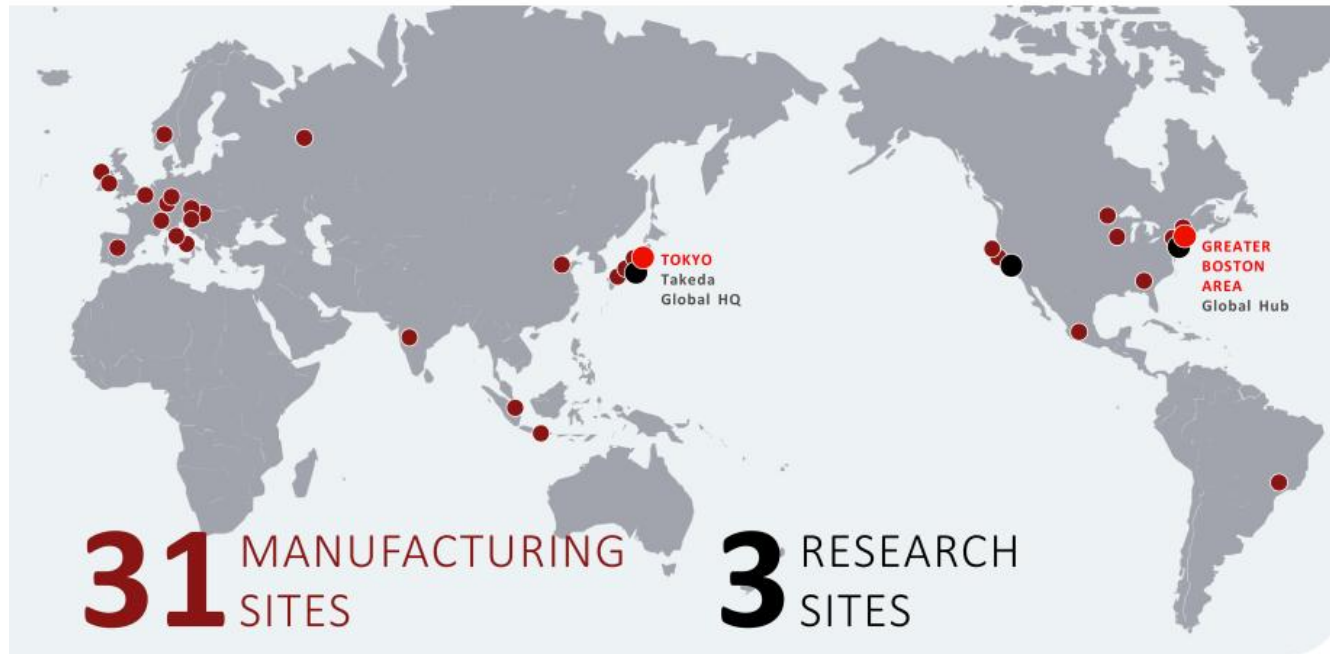 TOKYO
Takeda
Global HQ
GREATER
BOSTON
AREA
Global Hub
31 MANUFACTURING
SITES
3 RESEARCH
SITES